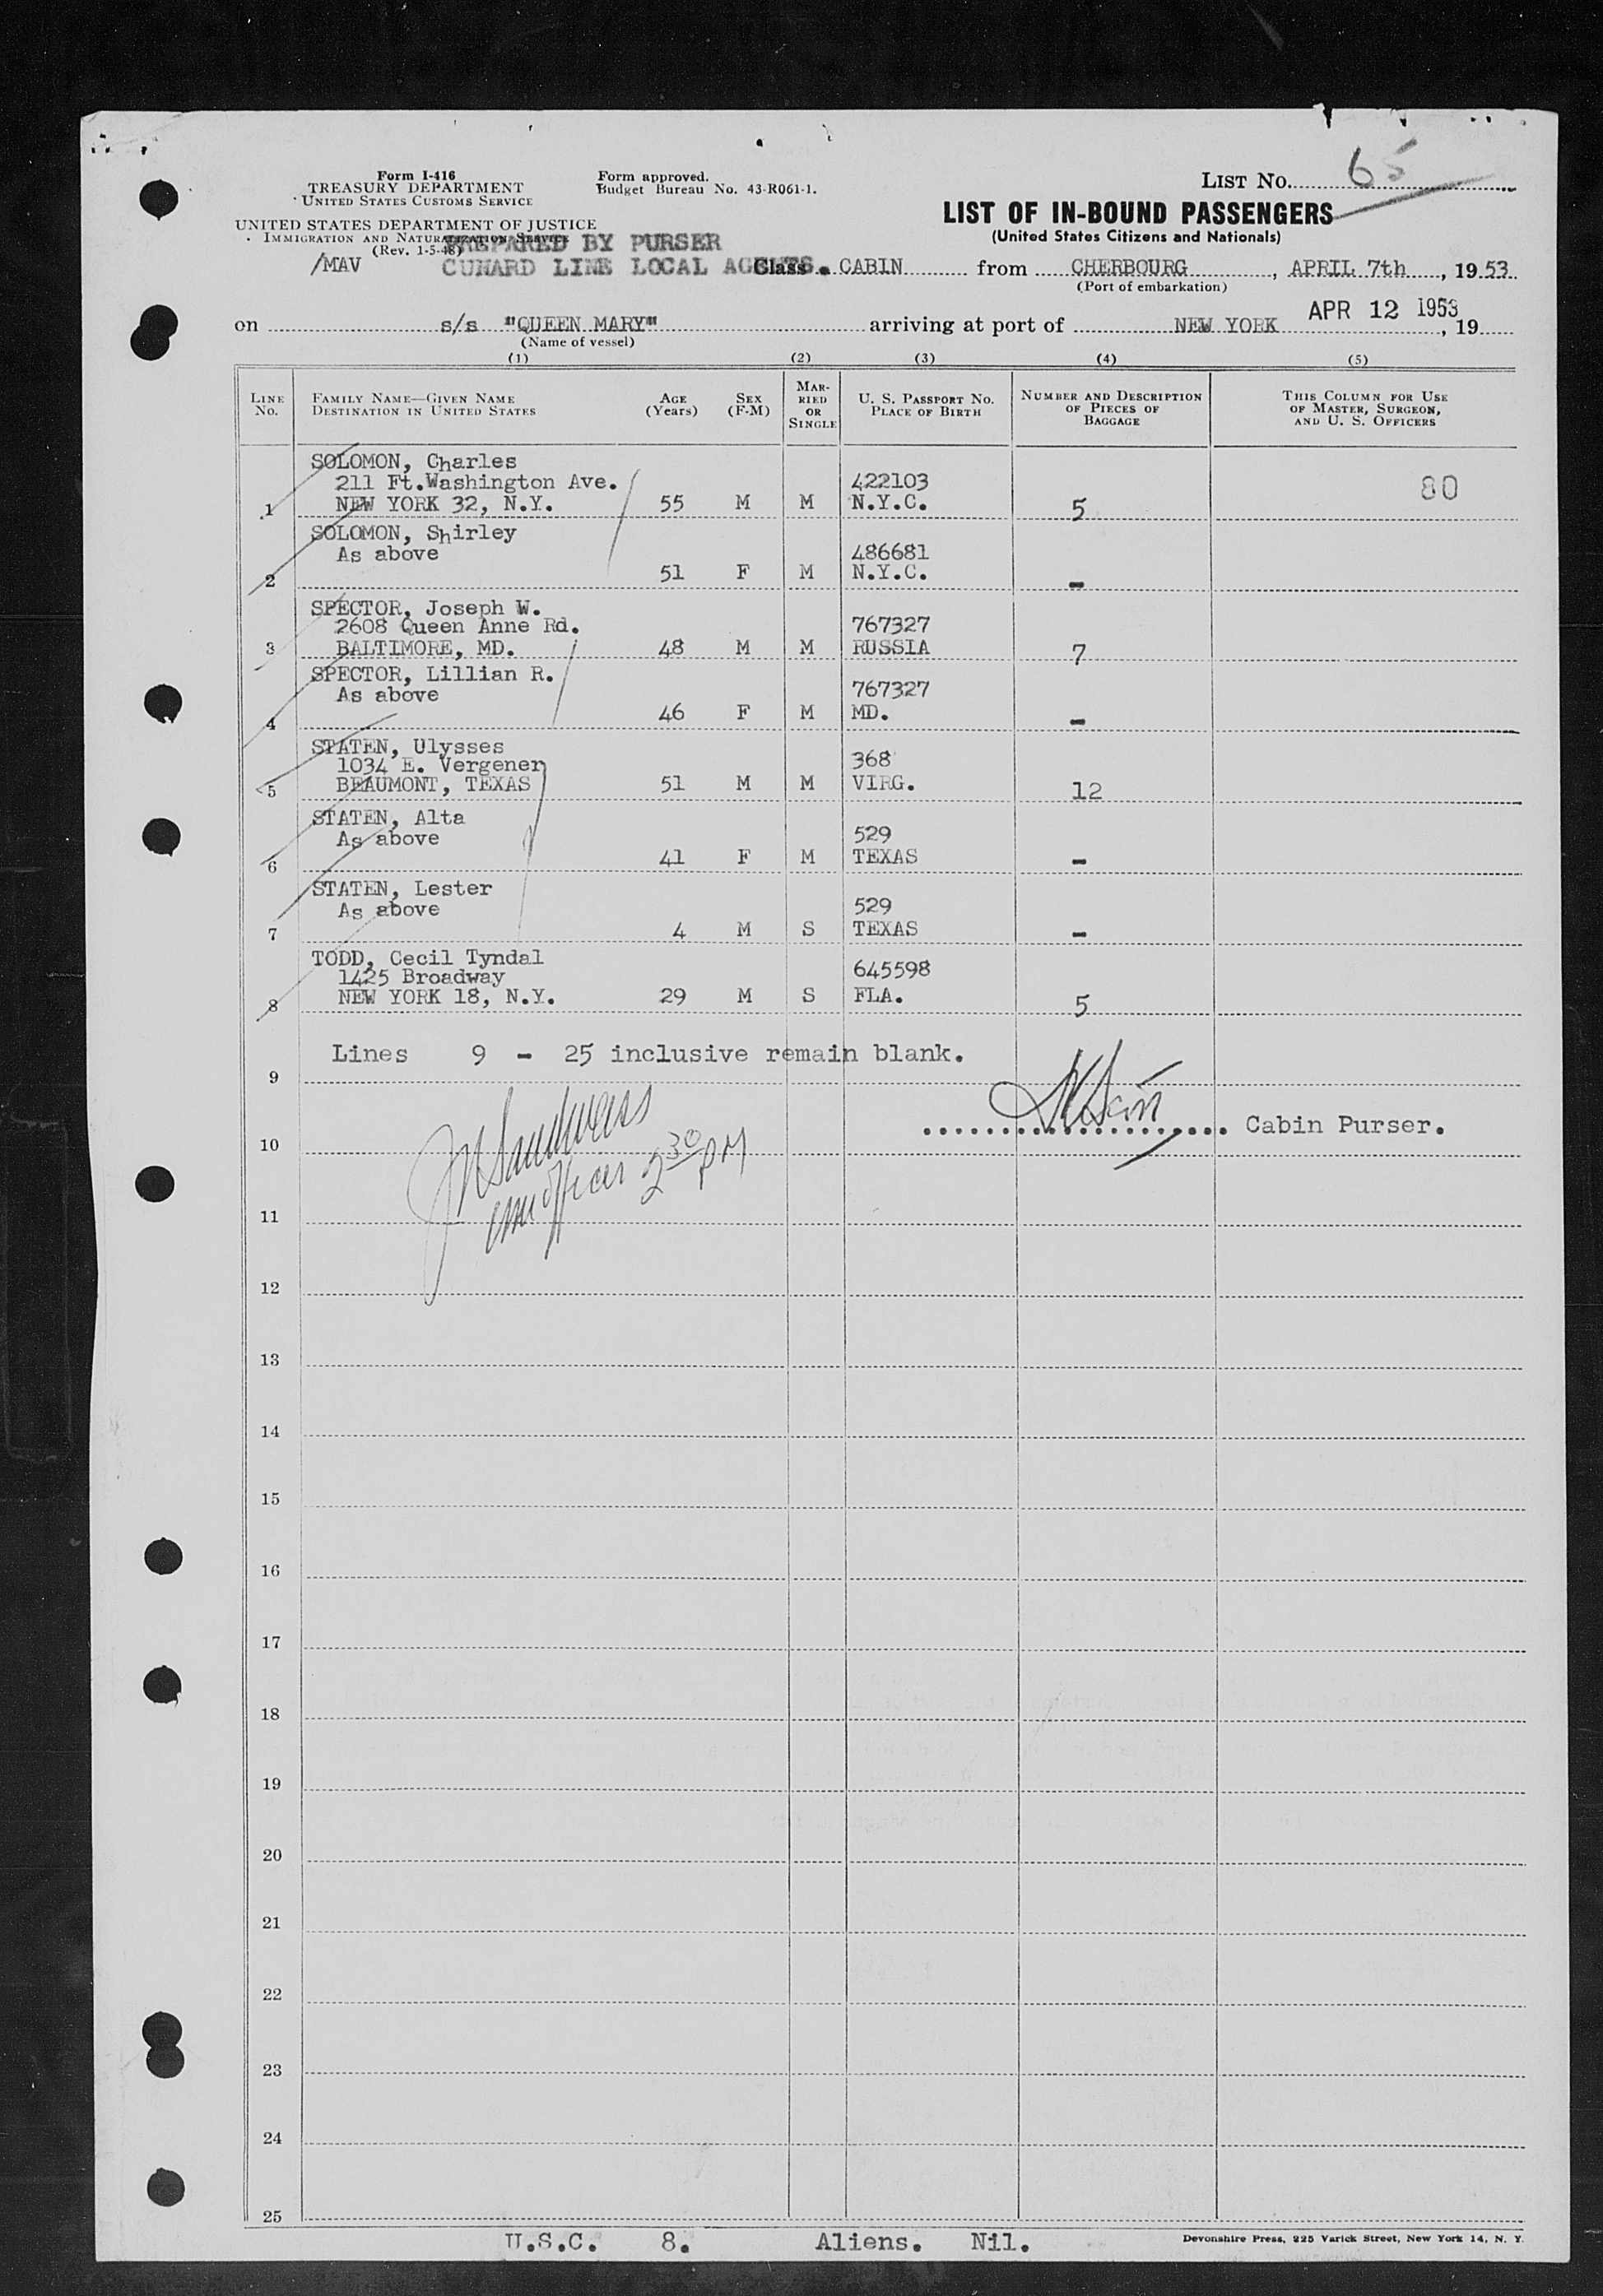 Form I-416
TREASURY DEPARTMENT
UNITED STATES CUSTOMS SERVICE
UNITED STATES DEPARTMENT OF JUSTICE
IMMIGRATION AND NATURALIZATION SERVICE
(Rev. 1-5-48)
/MAV
Form approved.
Budget Bureau No. 43-R061-1.
PREPARED BY PURSER
CUNARD LINE LOCAL AGENTS.
LIST NO. 65
LIST OF IN-BOUND PASSENGERS
(United States Citizens and Nationals)
Class CABIN from CHERBOURG, APRIL 7th, 1953
(Port of embarkation)
on s/s "QUEEN MARY" arriving at port of NEW YORK APR 12 1953, 19
(Name of vessel)
(1) (2) (3) (4) (5)
LINE NO. FAMILY NAME—GIVEN NAME DESTINATION IN UNITED STATES AGE (Years) SEX (F-M) MARRIED OR SINGLE U. S. PASSPORT NO. PLACE OF BIRTH NUMBER AND DESCRIPTION OF PIECES OF BAGGAGE THIS COLUMN FOR USE OF MASTER, SURGEON, AND U. S. OFFICERS
SOLOMON, Charles
211 Ft.Washington Ave. 422103 80
1 NEW YORK 32, N.Y. 55 M M N.Y.C. 5
SOLOMON, Shirley
As above 486681
2 51 F M N.Y.C. -
SPECTOR, Joseph W.
2608 Queen Anne Rd. 767327
3 BALTIMORE, MD. 48 M M RUSSIA 7
SPECTOR, Lillian R.
As above 767327
4 46 F M MD. -
STATEN, Ulysses
1034 E. Vergener 368
5 BEAUMONT, TEXAS 51 M M VIRG. 12
STATEN, Alta
As above 529
6 41 F M TEXAS -
STATEN, Lester
As above 529
7 4 M S TEXAS -
TODD, Cecil Tyndal
1425 Broadway 645598
8 NEW YORK 18, N.Y. 29 M S FLA. 5
Lines 9 - 25 inclusive remain blank.
9
Cabin Purser.
10
2 30 PM
11
12
13
14
15
16
17
18
19
20
21
22
23
24
25
U.S.C. 8. Aliens. Nil.
Devonshire Press, 225 Varick Street, New York 14, N. Y.